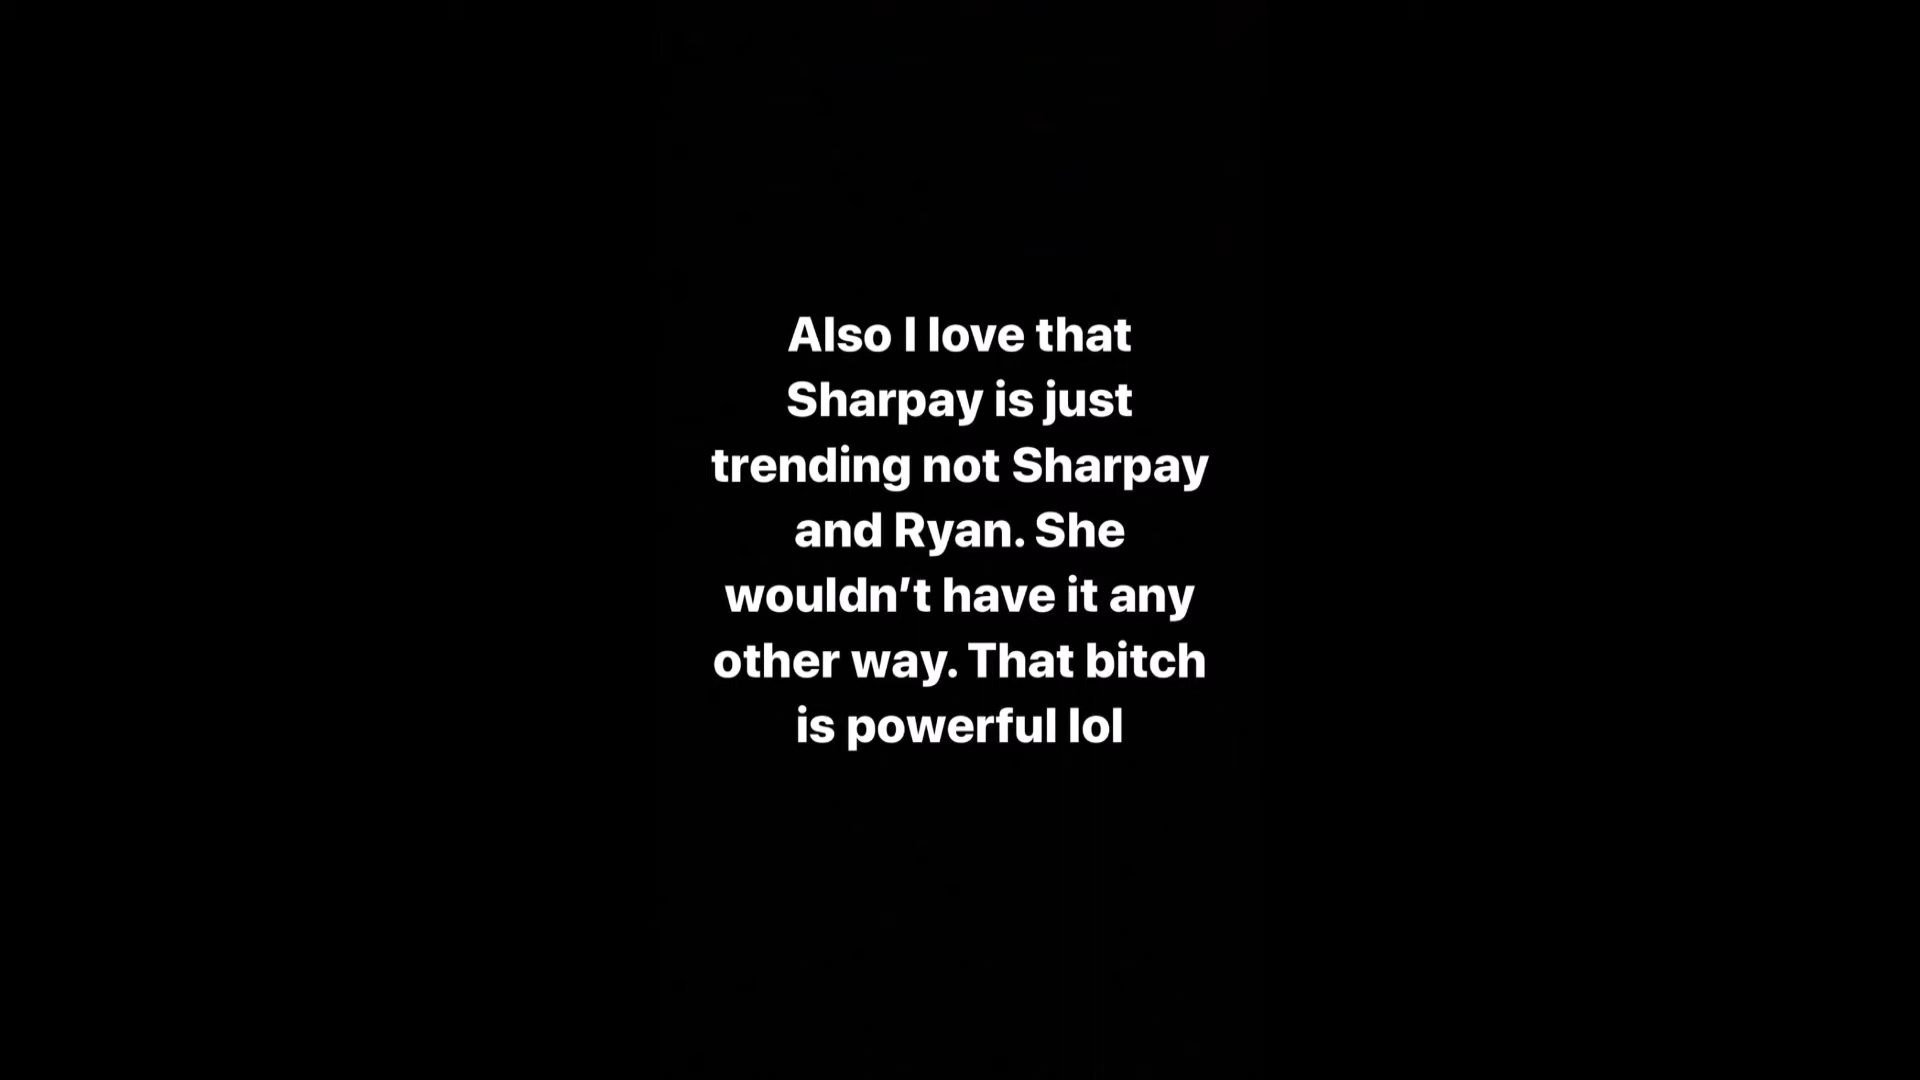 Also I love that
Sharpay is just
trending not Sharpay
and Ryan. She
wouldn’t have it any
other way. That bitch
is powerful lol